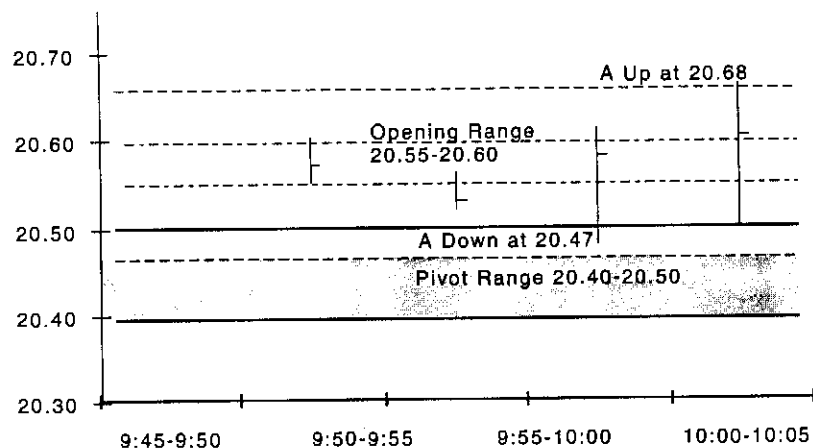 20.70
A Up at 20.68
20.60
Opening Range
20.55-20.60
20.50
A Down at 20.47
Pivot Range 20.40-20.50
20.40
20.30
9:45-9:50
9:50-9:55
9:55-10:00
10:00-10:05